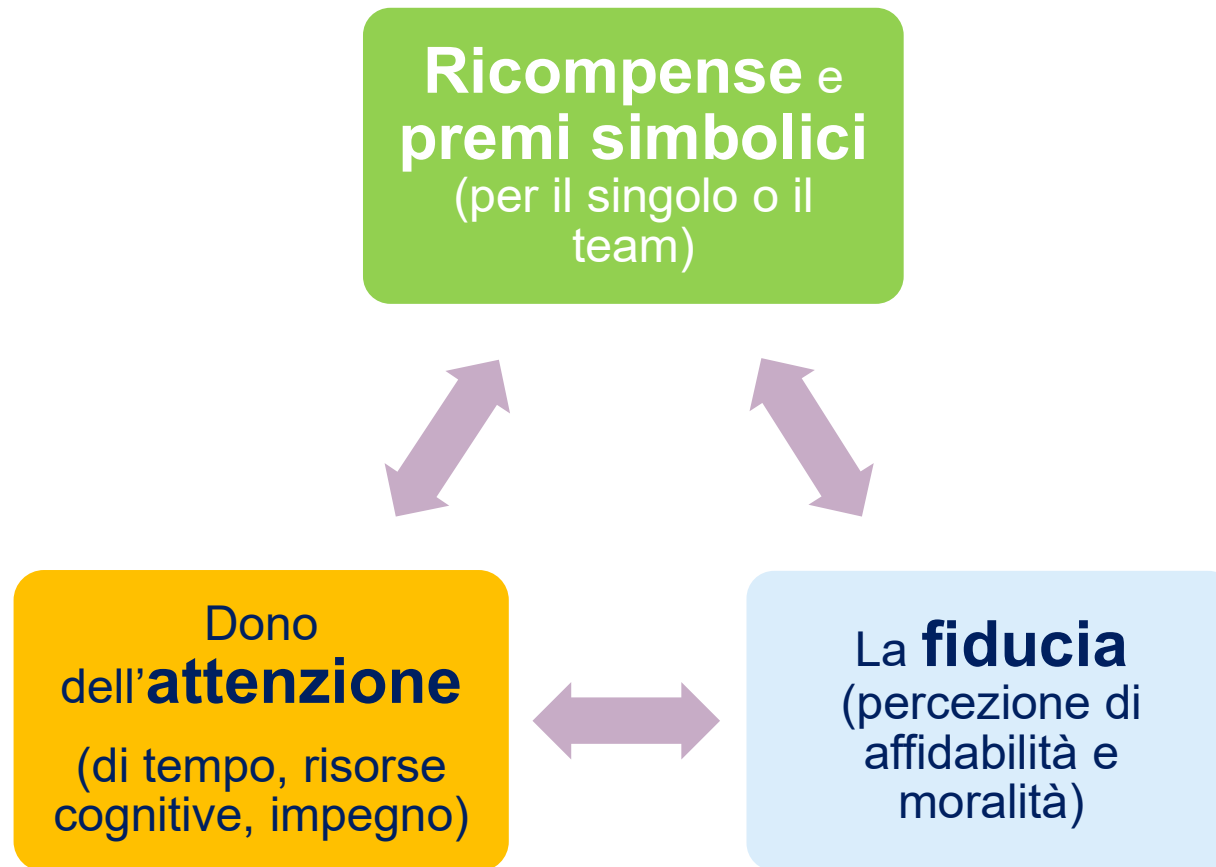 Ricompense e
premi simbolici
(per il singolo o il
team)
Dono
dell'attenzione
(di tempo, risorse
cognitive, impegno)
La fiducia
(percezione di
affidabilità e
moralità)